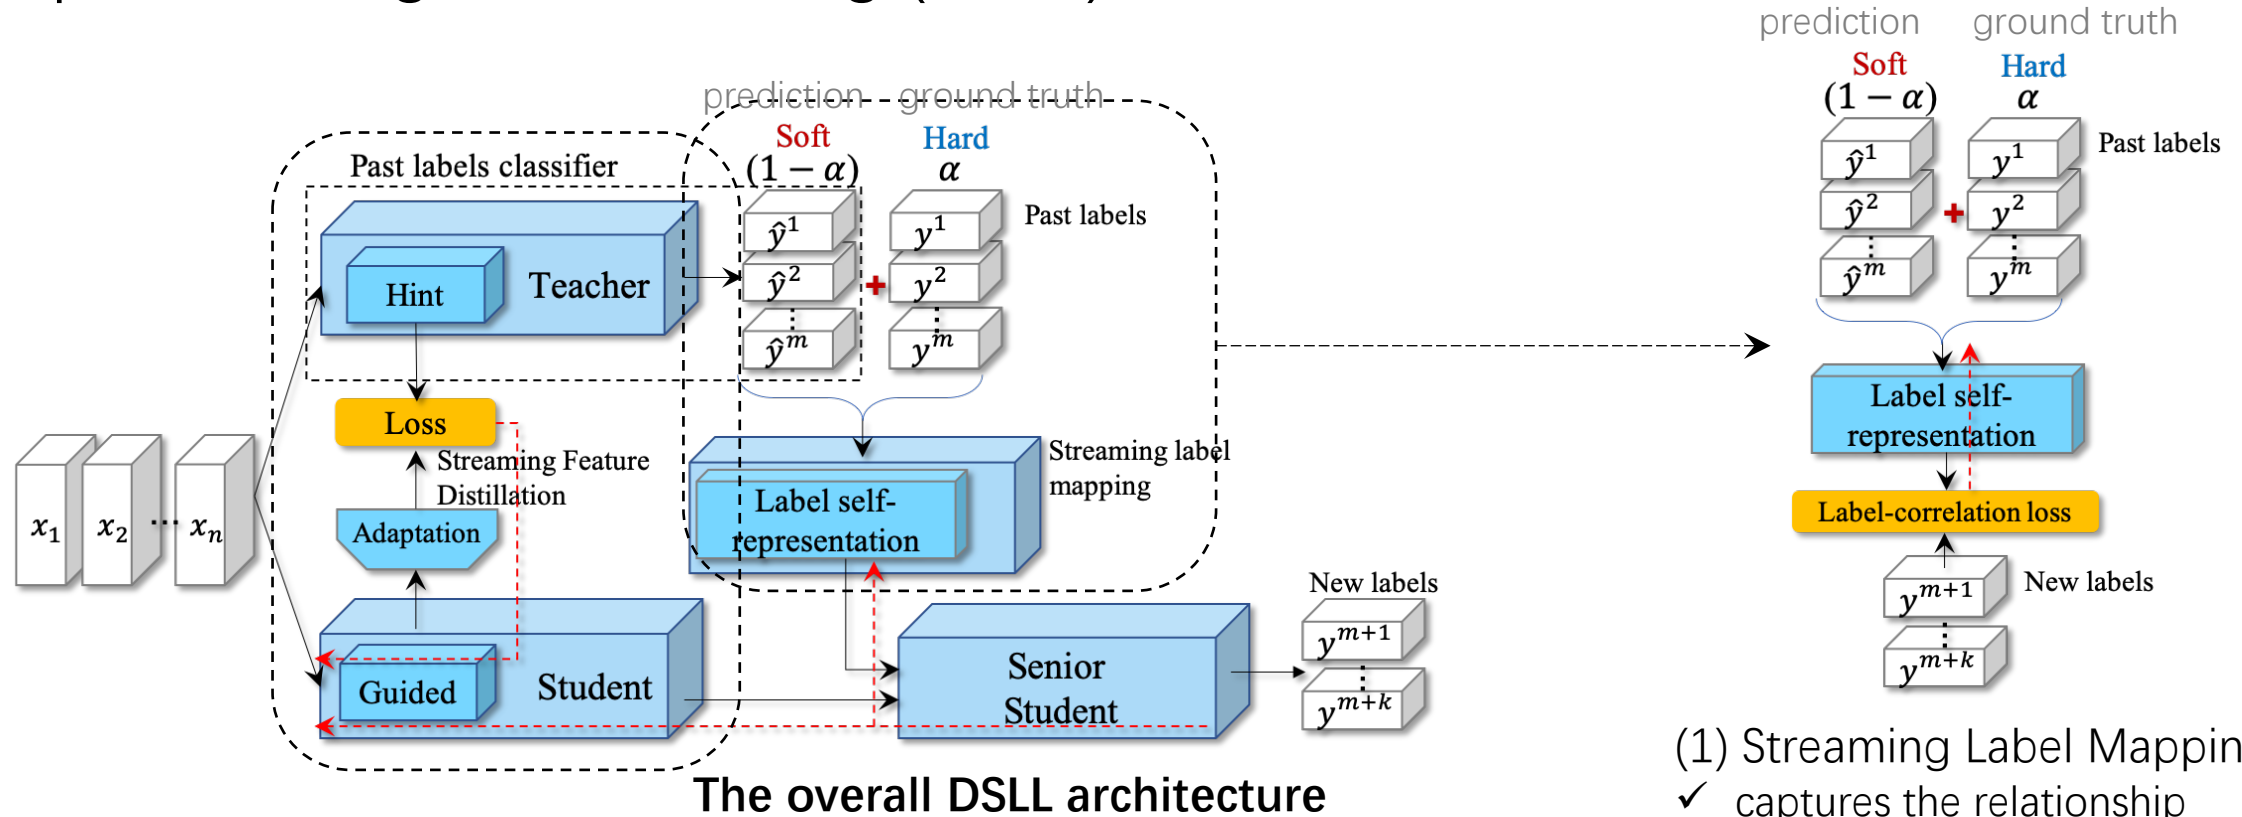 prediction ground truth
Soft Hard
(1 − α) α
Past labels classifier
ŷ¹ y¹
Past labels
Hint
Teacher
ŷ² + y²
⋮ ⋮
ŷᵐ yᵐ
Loss
Streaming Feature
Distillation
Adaptation
x₁ x₂ ⋯ xₙ
Streaming label
mapping
Label self-
representation
Guided
Student
Senior
Student
New labels
yᵐ⁺¹
⋮
yᵐ⁺ᵏ
The overall DSLL architecture
prediction ground truth
Soft Hard
(1 − α) α
ŷ¹ y¹
Past labels
ŷ² + y²
⋮ ⋮
ŷᵐ yᵐ
Label self-
representation
Label-correlation loss
yᵐ⁺¹
New labels
⋮
yᵐ⁺ᵏ
(1) Streaming Label Mappin
✓ captures the relationship